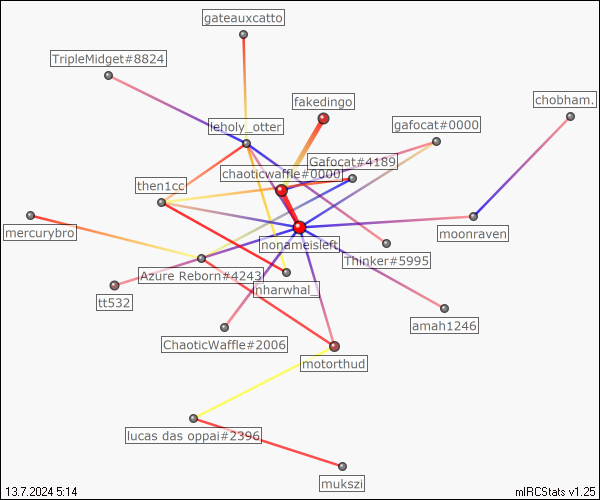 gateauxcatto
TripleMidget#8824
fakedingo
chobham.
leholy_otter
gafocat#0000
Gafocat#4189
chaoticwaffle#0000
then1cc
mercurybro
nonameisleft
moonraven
Thinker#5995
Azure Reborn#4243
nharwhal_
tt532
amah1246
ChaoticWaffle#2006
motorthud
lucas das oppai#2396
mukszi
13.7.2024 5:14
mIRCStats v1.25